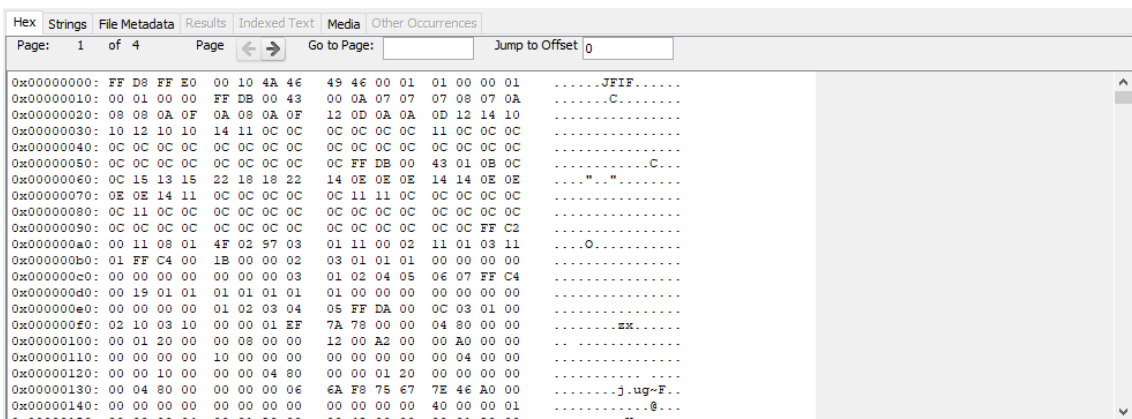 Hex Strings File Metadata Results Indexed Text Media Other Occurrences
Page: 1 of 4 Page Go to Page: Jump to Offset 0
0x00000000: FF D8 FF E0 00 10 4A 46 49 46 00 01 01 00 00 01 ......JFIF......
0x00000010: 00 01 00 00 FF DB 00 43 00 0A 07 07 07 08 07 0A .......C........
0x00000020: 08 08 0A 0F 0A 08 0A 0F 12 0D 0A 0A 0D 12 14 10 ................
0x00000030: 10 12 10 10 14 11 0C 0C 0C 0C 0C 0C 11 0C 0C 0C ................
0x00000040: 0C 0C 0C 0C 0C 0C 0C 0C 0C 0C 0C 0C 0C 0C 0C 0C ................
0x00000050: 0C 0C 0C 0C 0C 0C 0C 0C 0C FF DB 00 43 01 0B 0C ............C...
0x00000060: 0C 15 13 15 22 18 18 22 14 0E 0E 0E 14 14 0E 0E ...."..“........
0x00000070: 0E 0E 14 11 0C 0C 0C 0C 0C 11 11 0C 0C 0C 0C 0C ................
0x00000080: 0C 11 0C 0C 0C 0C 0C 0C 0C 0C 0C 0C 0C 0C 0C 0C ................
0x00000090: 0C 0C 0C 0C 0C 0C 0C 0C 0C 0C 0C 0C 0C 0C FF C2 ................
0x000000a0: 00 11 08 01 4F 02 97 03 01 11 00 02 11 01 03 11 ....O...........
0x000000b0: 01 FF C4 00 1B 00 00 02 03 01 01 01 00 00 00 00 ................
0x000000c0: 00 00 00 00 00 00 00 03 01 02 04 05 06 07 FF C4 ................
0x000000d0: 00 19 01 01 01 01 01 01 01 00 00 00 00 00 00 00 ................
0x000000e0: 00 00 00 00 01 02 03 04 05 FF DA 00 0C 03 01 00 ................
0x000000f0: 02 10 03 10 00 00 01 EF 7A 78 00 00 04 80 00 00 ........zx......
0x00000100: 00 01 20 00 00 08 00 00 12 00 A2 00 00 A0 00 00 .. .............
0x00000110: 00 00 00 00 10 00 00 00 00 00 00 00 00 04 00 00 ................
0x00000120: 00 00 10 00 00 00 04 80 00 00 01 20 00 00 00 00 ........... ....
0x00000130: 00 04 80 00 00 00 00 06 6A F8 75 67 7E 46 A0 00 ........j.ug~F..
0x00000140: 00 00 00 00 00 00 00 00 00 00 00 00 40 00 00 01 ............@...